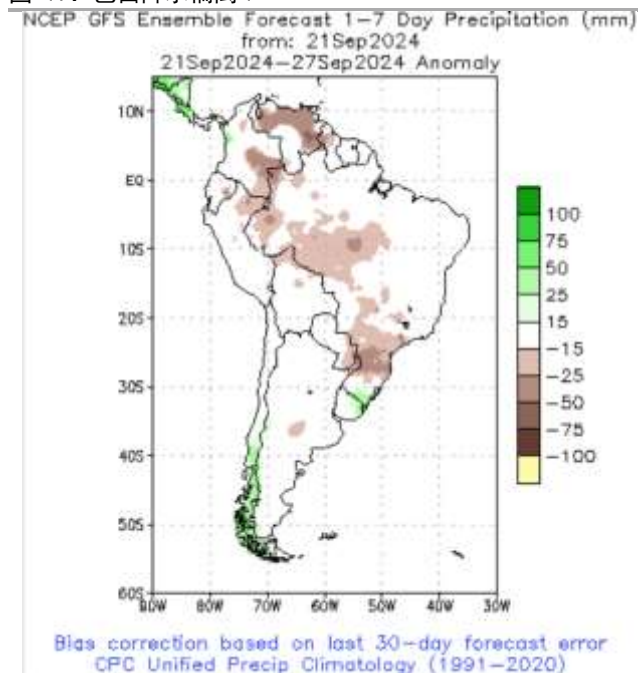 NCEP GFS Ensemble Forecast 1-7 Day Precipitation (mm)
from: 21Sep2024
21Sep2024-27Sep2024 Anomaly
10N
EQ
10S
20S
30S
40S
50S
60S
80W
70W
60W
50W
40W
30W
100
75
50
25
15
-15
-25
-50
-75
-100
Bias correction based on last 30-day forecast error
CPC Unified Precip Climatology (1991-2020)